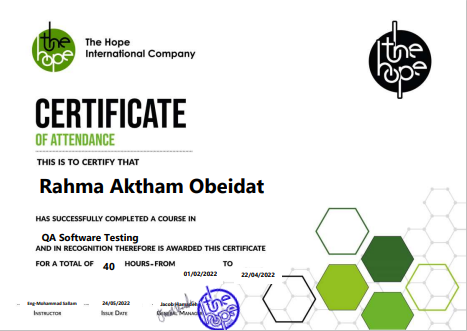 the hope
The Hope
International Company
the hope
CERTIFICATE
OF ATTENDANCE
THIS IS TO CERTIFY THAT
Rahma Aktham Obeidat
HAS SUCCESSFULLY COMPLETED A COURSE IN
QA Software Testing
AND IN RECOGNITION THEREFORE IS AWARDED THIS CERTIFICATE
FOR A TOTAL OF 40 HOURS-FROM 01/02/2022 TO 22/04/2022
Eng-Mohammad Sallam 24/05/2022 Jacob
INSTRUCTOR ISSUE DATE GENERAL MANAGER
the hope